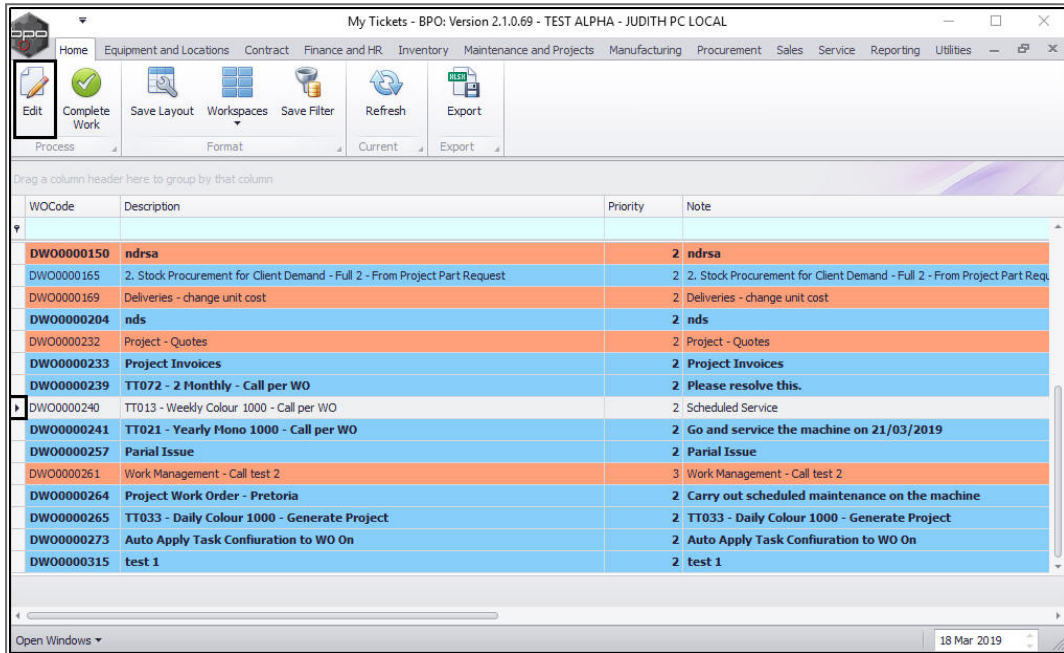 bpo
My Tickets - BPO: Version 2.1.0.69 - TEST ALPHA - JUDITH PC LOCAL
Home Equipment and Locations Contract Finance and HR Inventory Maintenance and Projects Manufacturing Procurement Sales Service Reporting Utilities
Edit Complete Work Save Layout Workspaces Save Filter Refresh XLSX Export
Process Format Current Export
Drag a column header here to group by that column
WOCode Description Priority Note
DWO0000150 ndrsa 2 ndrsa
DWO0000165 2. Stock Procurement for Client Demand - Full 2 - From Project Part Request 2 2. Stock Procurement for Client Demand - Full 2 - From Project Part Requ
DWO0000169 Deliveries - change unit cost 2 Deliveries - change unit cost
DWO0000204 nds 2 nds
DWO0000232 Project - Quotes 2 Project - Quotes
DWO0000233 Project Invoices 2 Project Invoices
DWO0000239 TT072 - 2 Monthly - Call per WO 2 Please resolve this.
DWO0000240 TT013 - Weekly Colour 1000 - Call per WO 2 Scheduled Service
DWO0000241 TT021 - Yearly Mono 1000 - Call per WO 2 Go and service the machine on 21/03/2019
DWO0000257 Parial Issue 2 Parial Issue
DWO0000261 Work Management - Call test 2 3 Work Management - Call test 2
DWO0000264 Project Work Order - Pretoria 2 Carry out scheduled maintenance on the machine
DWO0000265 TT033 - Daily Colour 1000 - Generate Project 2 TT033 - Daily Colour 1000 - Generate Project
DWO0000273 Auto Apply Task Confiuration to WO On 2 Auto Apply Task Confiuration to WO On
DWO0000315 test 1 2 test 1
Open Windows 18 Mar 2019